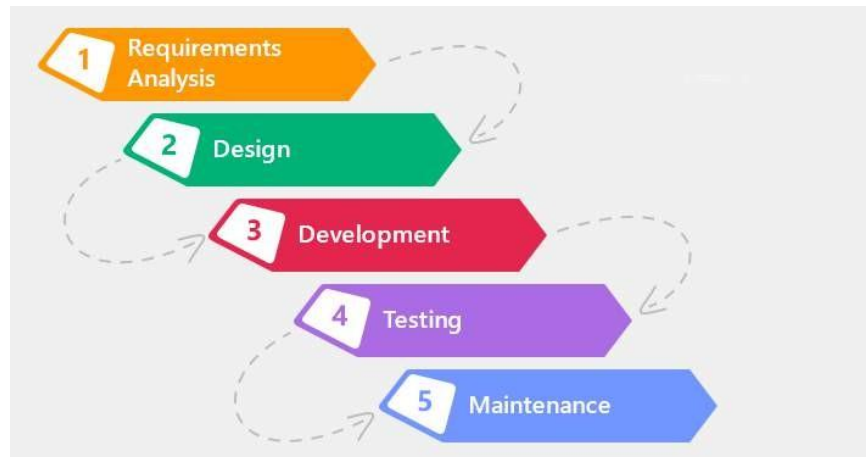 1
Requirements
Analysis
2
Design
3
Development
4
Testing
5
Maintenance